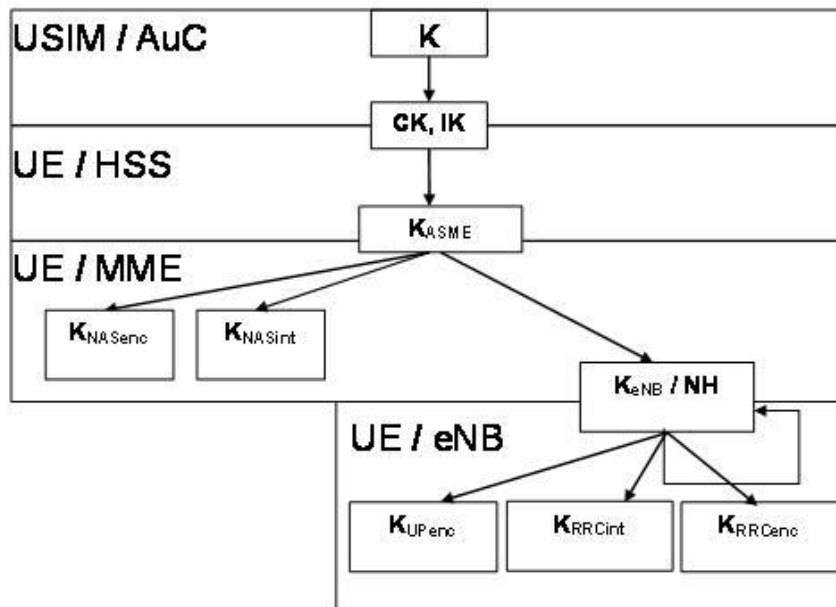 USIM / AuC
K
CK, IK
UE / HSS
KASME
UE / MME
KNASenc
KNASint
KeNB / NH
UE / eNB
KUPenc
KRRCint
KRRCenc